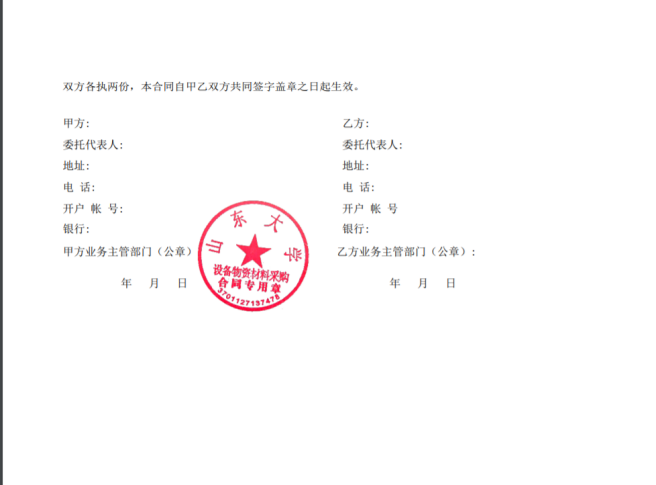 双方各执两份，本合同自甲乙双方共同签字盖章之日起生效。
甲方:
乙方:
委托代表人:
委托代表人:
地址:
地址:
电 话:
电 话:
开户 帐 号:
开户 帐 号
银行:
银行:
甲方业务主管部门（公章）
乙方业务主管部门（公章）:
年 月 日
年 月 日
山东大学
设备物资材料采购
合同专用章
3701127137478